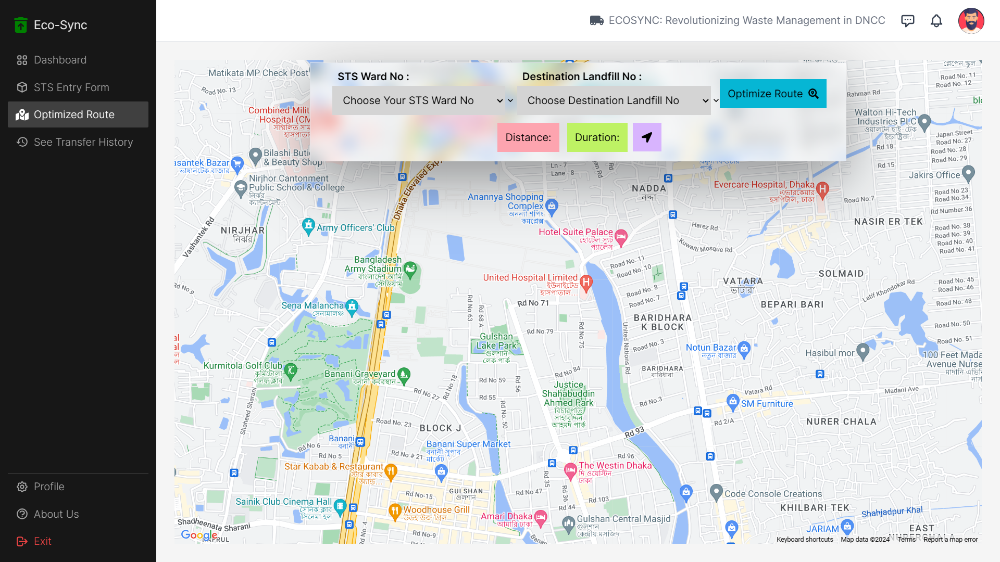 Eco-Sync
Dashboard
STS Entry Form
Optimized Route
See Transfer History
Profile
About Us
Exit
ECOSYNC: Revolutionizing Waste Management in DNCC
STS Ward No :
Choose Your STS Ward No
Destination Landfill No :
Choose Destination Landfill No
Optimize Route
Distance:
Duration:
Matikata MP Check Post
Road No. 73
Combined Milit
Hospital (CM
সম্মিলিত সাম
হাসপাতা
Bilashi Buti
& Beauty Shop
asantek Bazar
ভাষানটেক বাজার
Nirjhor Cantonment
Public School & College
নির্ঝর
ক্যান্টনমেন্ট...
Vashantek Rd
NIRJHAR
নির্ঝর
Army Officers' Club
Dhaka Elevated Exp
Bangladesh
Army Stadium
বাংলাদেশ আর্মি
স্টেডিয়াম
Rd No 9
Sena Malancha
সেনামালঞ্চ
Kurmitola Golf Club
কুর্মিটোলা
গলফ ক্লাব
Banani Graveyard
বনানী কবরস্থান
Shaheed Sharani
Rd No 27
Rd No 18
Road No. 23
BLOCK J
Rd No 6
Rd No 5
Banani
বনানী
Rd No # 21
Banani Super Market
বনানী সুপার
মার্কেট
Star Kabab & Restaurant
স্টার কাবাব
অ্যান্ড...
Rd No-15
GULSHAN
গুলশান
Sainik Club Cinema Hall
সৈনিক ক্লাব
সিনেমা হল
Woodhouse Grill
উডহাউজ গ্রিল
Shadheenata Sharani
Rd No. 4
Rd No-9
Google
KAFRUL
Ln - 7
Lane - 8
Anannya Shopping
Complex
অনন্যা শপিং
কমপ্লেক্স
NADDA
নদ্দা
Hotel Suite Palace
হোটেল স্যুট
প্যালেস
United Hospital Limited
ইউনাইটেড
হাসপাতাল...
Rd No 71
Rd No 63
Rd 68 A
Gulshan
Lake Park
গুলশান
লেক পার্ক
Rd No 79
Rd No 75
Rd No 59
Rd 56
Rd 55
Rd No. 50
Rd No 84
Justice
Shahabuddin
Ahmed Park
বিচারপতি
সাহাবুদ্দিন
আহমদ পার্ক
Rd 93
Rd 96
The Westin Dhaka
দি ওয়েস্টিন
ঢাকা
Rd No 47
Rd 35
Rd No 36
Rd 44
Rd 103
Amari Dhaka
আমারি ঢাকা
Gulshan Central Masjid
গুলশান
কেন্দ্রীয় মসজিদ
Banan
Road No. 11
Road No. 10
Road No. 8
Road No. 7
BARIDHARA
K BLOCK
United Nations Rd
Road No. 3
BARIDHARA
বারিধারা
Rd No.3
Harez Rd
Kuwaiti Mosque Rd
Notun Bazar
নতুন বাজার
SM Furniture
Rd 2/A
Vatara Rd
Madani Ave
VATARA
ভাটারা
BEPARI BARI
SOLMAID
NASIR ER TEK
Latif Khondokar Rd
Evercare Hospital, Dhaka
এভারকেয়ার
হসপিটাল, ঢাকা
পার্ক
Walton Hi-Tech
Industries PLC
ওয়ালটন হাই- টেক
ইন্ডাষ্ট্রিজ...
Rahman Rd
Rd 18
Rd 15
Road No.7
Road No. 11
Road No. 12
Japan Street
Road No. 27
Road No. 28
Road No. 29
Jakirs Office
Road No. 23
Road No.34
Rd Number 36
Road No. 38
Road No. 39
Road No. 40
Road No. 41
Road No. 45
Road No. 46
Road No. 48
Road No. 50
Road No. 51
Hasibul mor
100 Feet Mada
Avenue Nurse
NURER CHALA
Code Console Creations
KHILBARI TEK
Shahjadpur Khal
JARIAM
EAST
NURERCHALA
Keyboard shortcuts
Map data ©2024
Terms
Report a map error